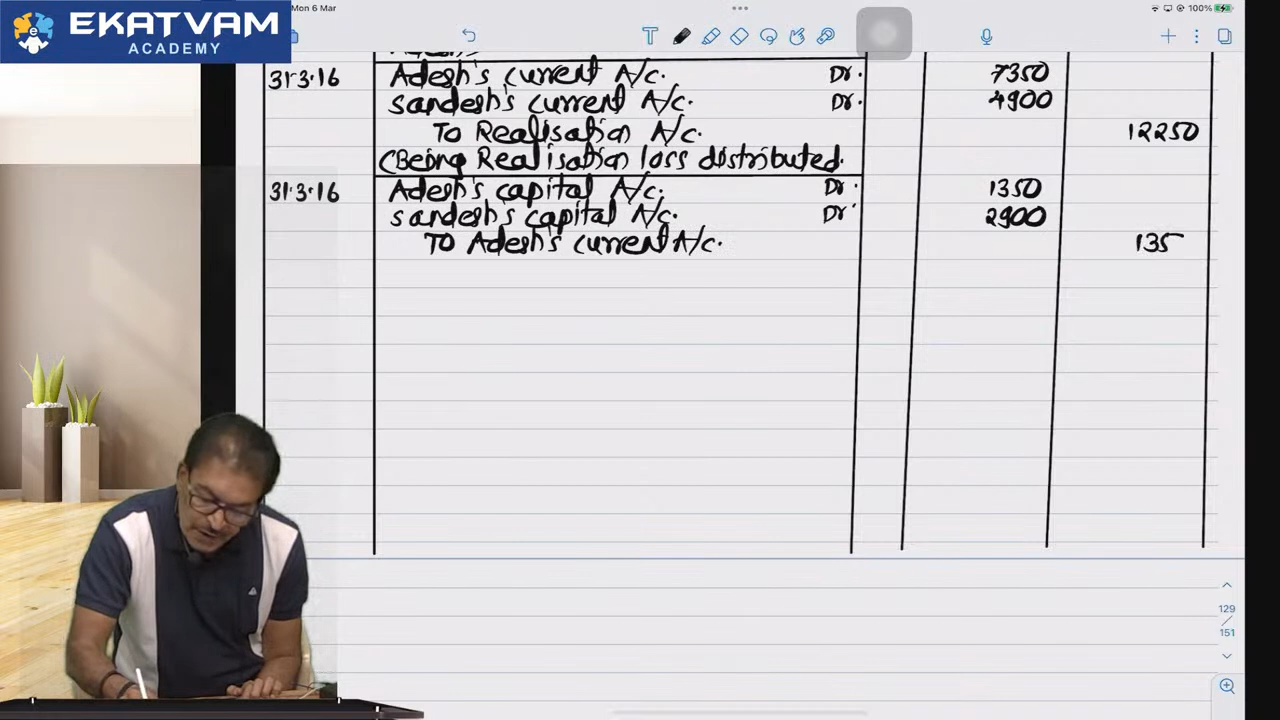 EKATVAM
ACADEMY
Mon 6 Mar
100%
31·3·16 Adesh's current A/c. Dr. 7350
sandesh's current A/c. Dr. 4900
To Realisation A/c. 12250
(Being Realisation loss distributed.
31·3·16 Adesh's capital A/c. Dr. 1350
sandesh's capital A/c. Dr 2900
To Adesh's current A/c. 135
129
151